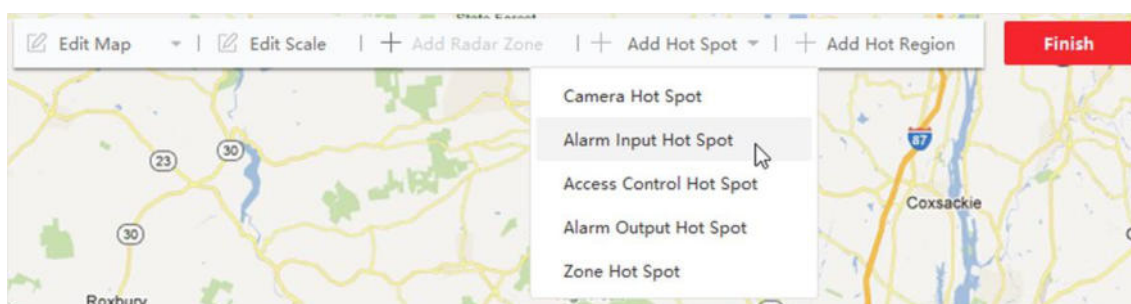 State Forest
Edit Map | Edit Scale | + Add Radar Zone | + Add Hot Spot | + Add Hot Region Finish
Camera Hot Spot
87
Alarm Input Hot Spot
30
23
Access Control Hot Spot
Coxsackie
Alarm Output Hot Spot
30
Zone Hot Spot
Roxbury